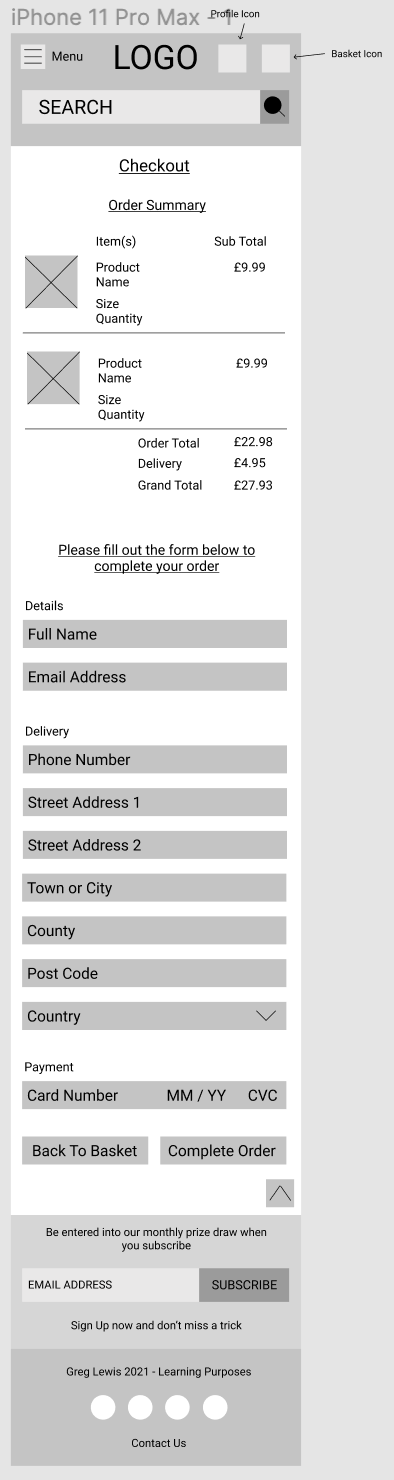 iPhone 11 Pro Max - 1
Profile Icon
Menu
LOGO
Basket Icon
SEARCH
Checkout
Order Summary
Item(s) Sub Total
Product £9.99
Name
Size
Quantity
Product £9.99
Name
Size
Quantity
Order Total £22.98
Delivery £4.95
Grand Total £27.93
Please fill out the form below to
complete your order
Details
Full Name
Email Address
Delivery
Phone Number
Street Address 1
Street Address 2
Town or City
County
Post Code
Country
Payment
Card Number MM / YY CVC
Back To Basket Complete Order
Be entered into our monthly prize draw when
you subscribe
EMAIL ADDRESS SUBSCRIBE
Sign Up now and don't miss a trick
Greg Lewis 2021 - Learning Purposes
Contact Us